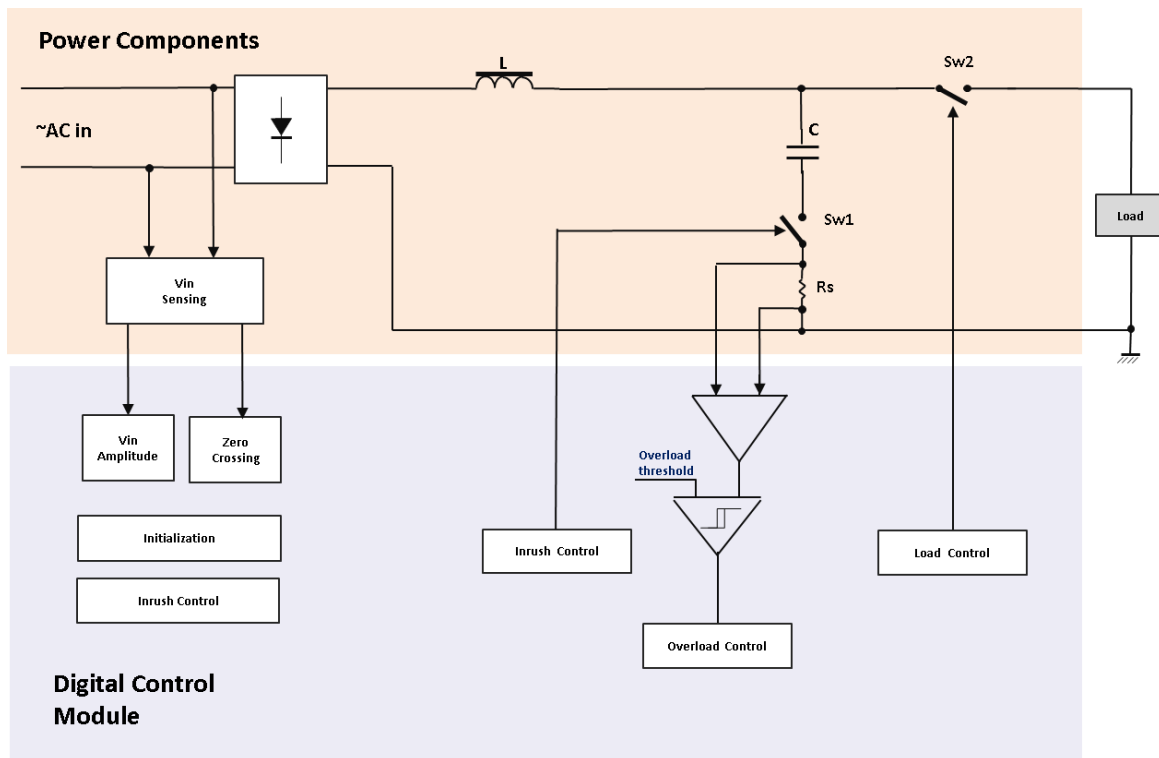 Power Components
L
Sw2
~AC in
C
Sw1
Load
Vin
Sensing
Rs
Vin
Amplitude
Zero
Crossing
Overload
threshold
Initialization
Inrush Control
Load Control
Inrush Control
Overload Control
Digital Control
Module